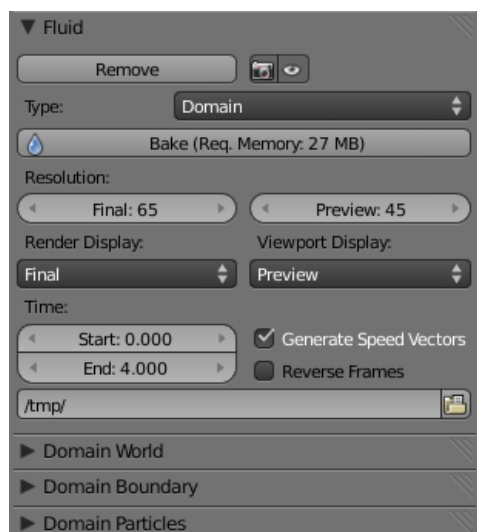 Fluid
Remove
Type: Domain
Bake (Req. Memory: 27 MB)
Resolution:
Final: 65 Preview: 45
Render Display: Viewport Display:
Final Preview
Time:
Start: 0.000 Generate Speed Vectors
End: 4.000 Reverse Frames
/tmp/
Domain World
Domain Boundary
Domain Particles